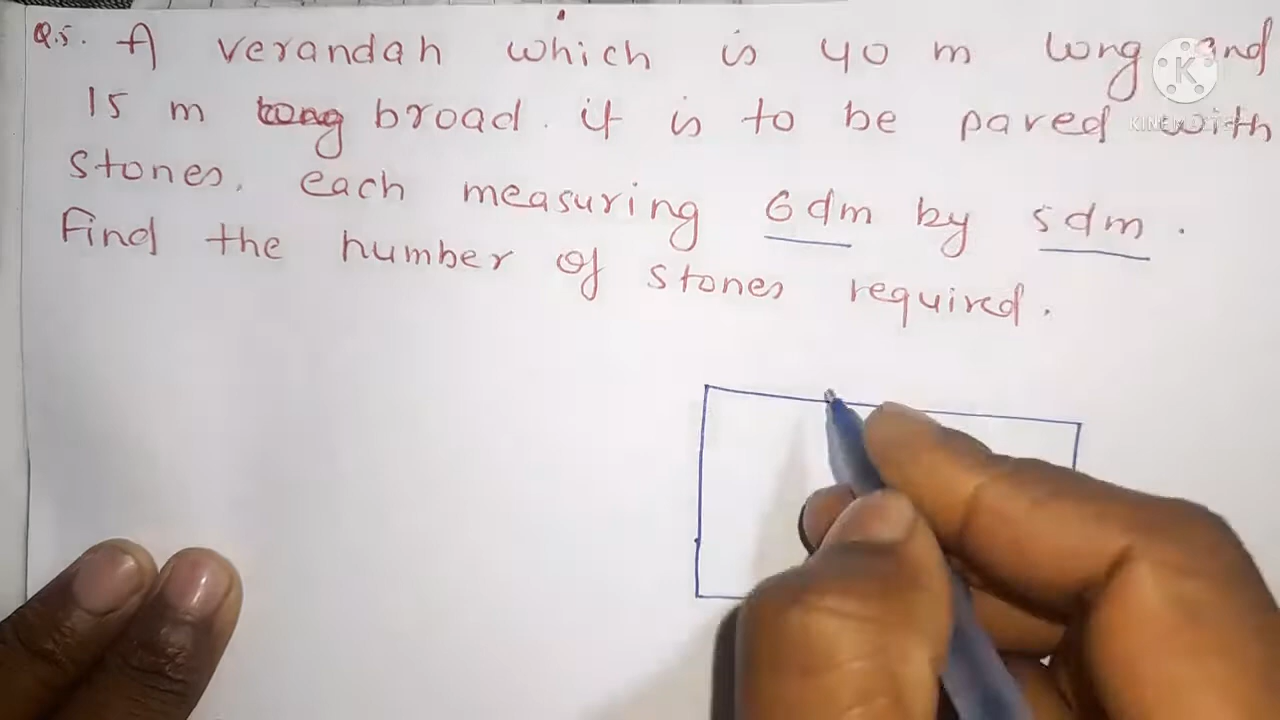 Q.5. A verandah which is 40 m long and
15 m long broad. it is to be paved with
stones, each measuring 6dm by 5dm.
Find the number of stones required.
K